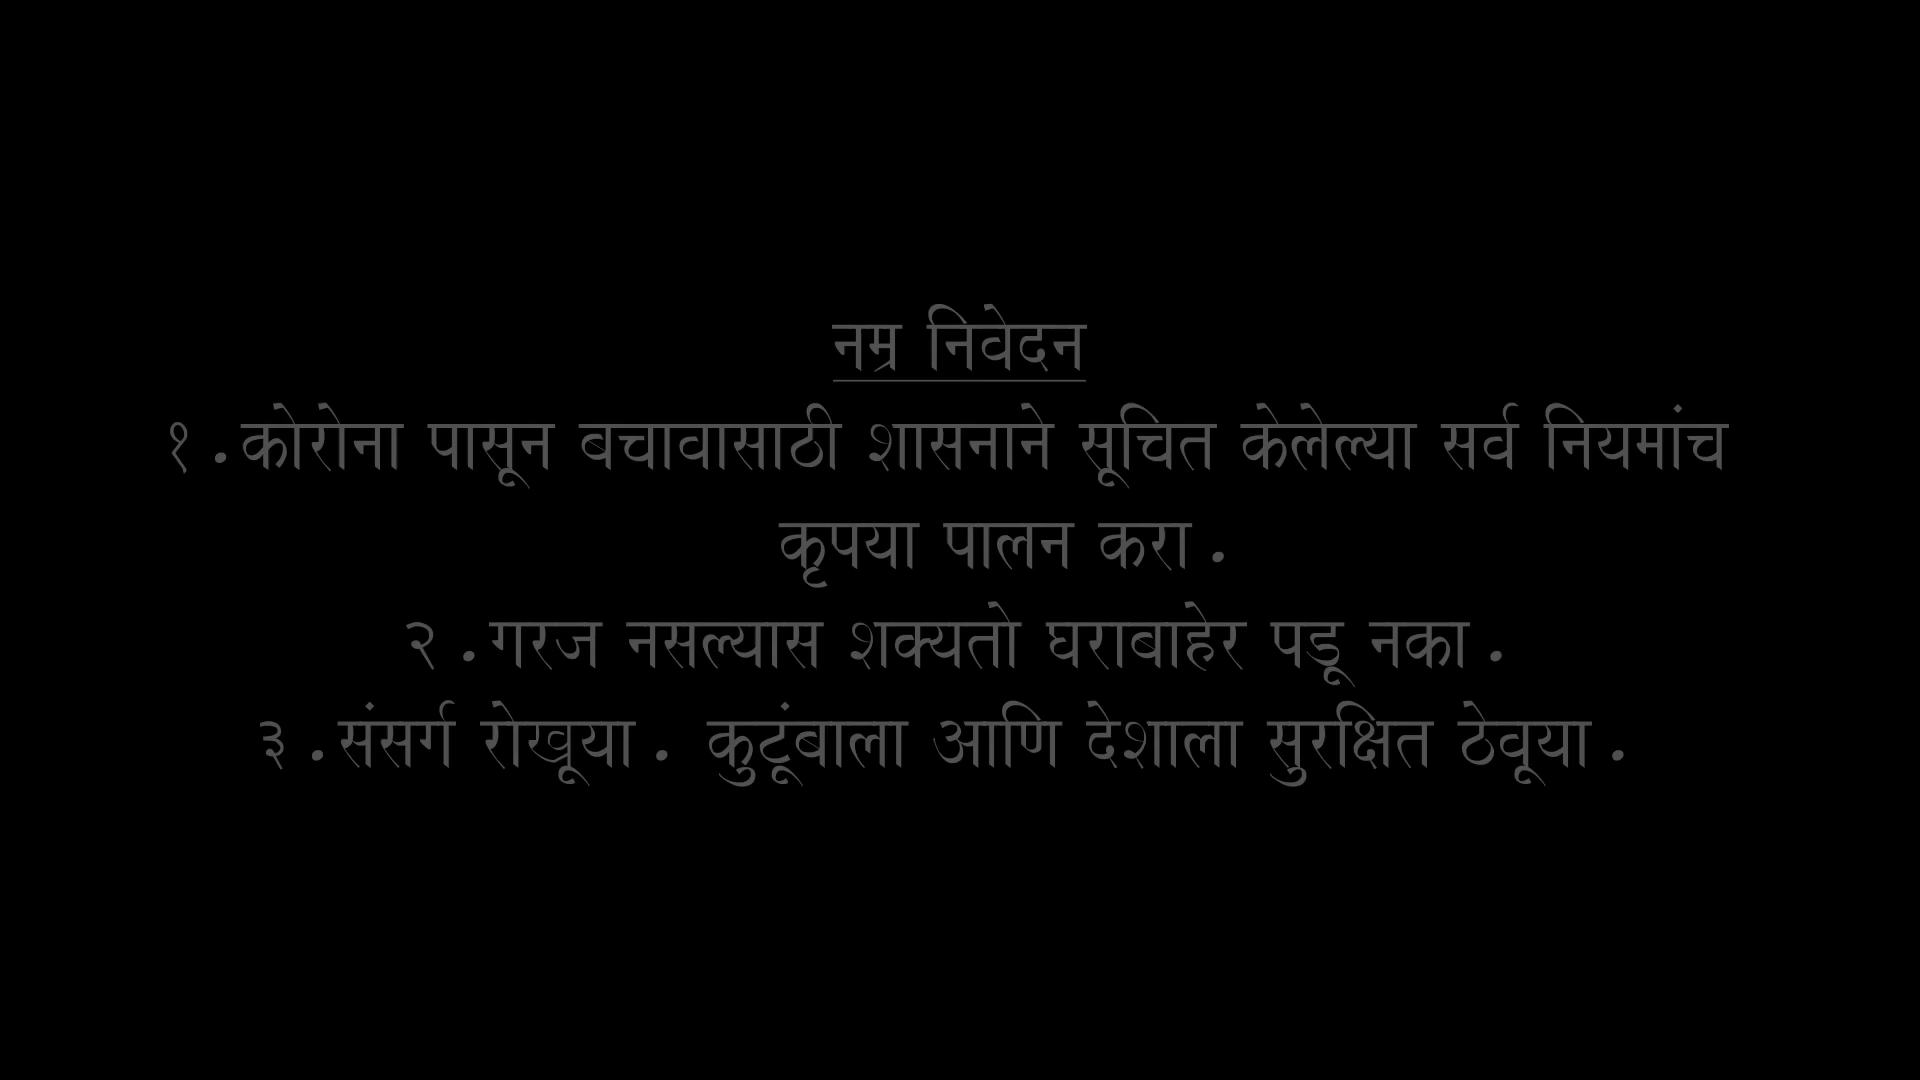 नम्र निवेदन
१.कोरोना पासून बचावासाठी शासनाने सूचित केलेल्या सर्व नियमांच
कृपया पालन करा.
२.गरज नसल्यास शक्यतो घराबाहेर पडू नका.
३.संसर्ग रोखूया. कुटूंबाला आणि देशाला सुरक्षित ठेवूया.